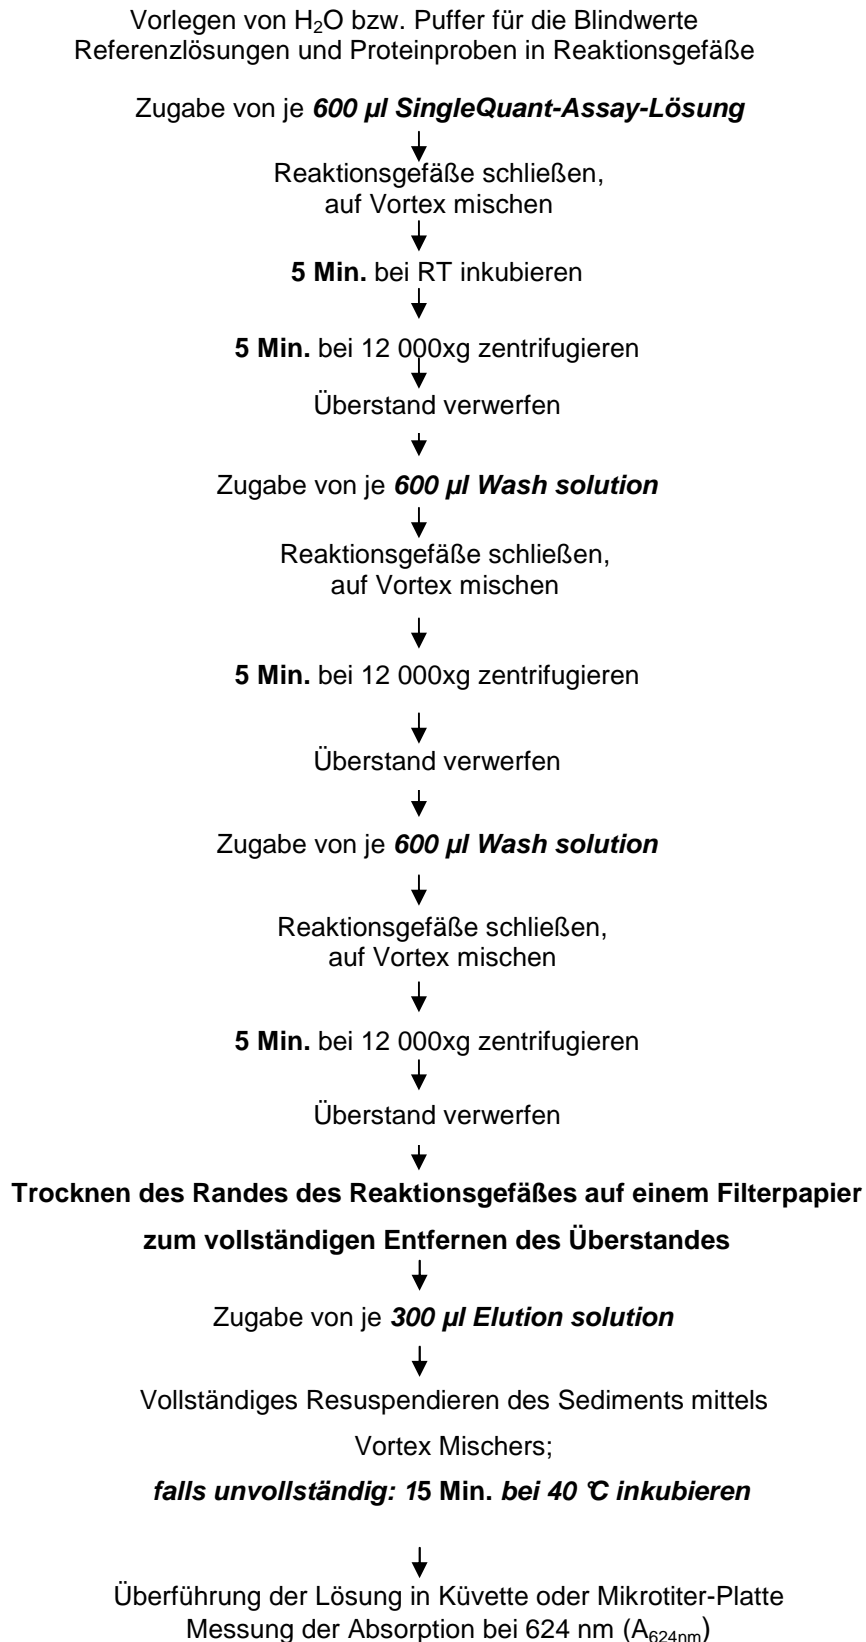 Vorlegen von H₂O bzw. Puffer für die Blindwerte
Referenzlösungen und Proteinproben in Reaktionsgefäße
Zugabe von je 600 µl SingleQuant-Assay-Lösung
Reaktionsgefäße schließen,
auf Vortex mischen
5 Min. bei RT inkubieren
5 Min. bei 12 000xg zentrifugieren
Überstand verwerfen
Zugabe von je 600 µl Wash solution
Reaktionsgefäße schließen,
auf Vortex mischen
5 Min. bei 12 000xg zentrifugieren
Überstand verwerfen
Zugabe von je 600 µl Wash solution
Reaktionsgefäße schließen,
auf Vortex mischen
5 Min. bei 12 000xg zentrifugieren
Überstand verwerfen
Trocknen des Randes des Reaktionsgefäßes auf einem Filterpapier
zum vollständigen Entfernen des Überstandes
Zugabe von je 300 µl Elution solution
Vollständiges Resuspendieren des Sediments mittels
Vortex Mischers;
falls unvollständig: 15 Min. bei 40 °C inkubieren
Überführung der Lösung in Küvette oder Mikrotiter-Platte
Messung der Absorption bei 624 nm (A₆₂₄ₙₘ)